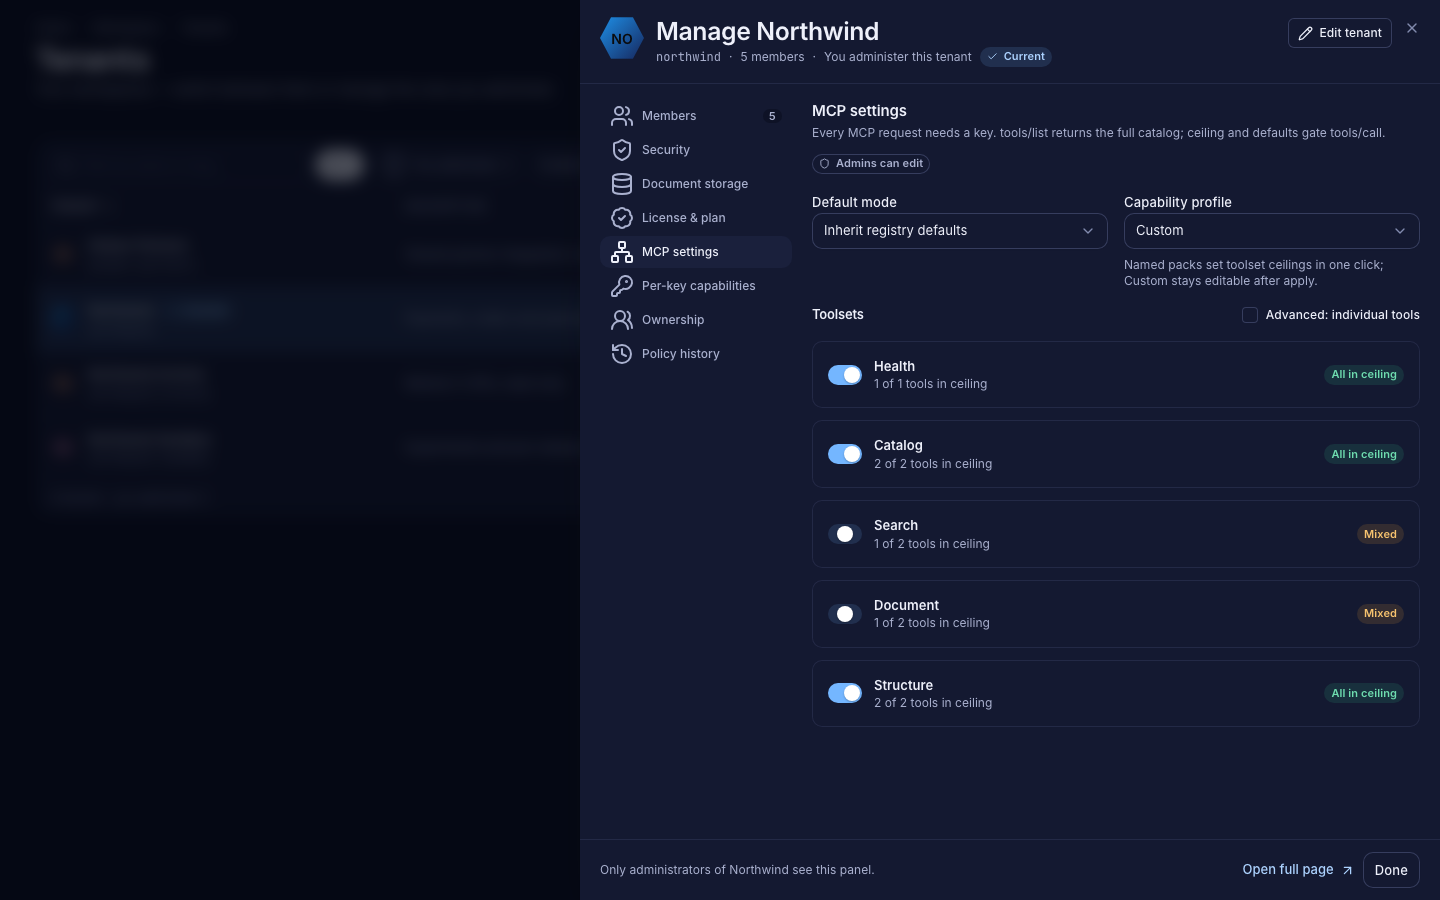 Tenants
NO
Manage Northwind
northwind · 5 members · You administer this tenant
Current
Edit tenant
Members
5
Security
Document storage
License & plan
MCP settings
Per-key capabilities
Ownership
Policy history
MCP settings
Every MCP request needs a key. tools/list returns the full catalog; ceiling and defaults gate tools/call.
Admins can edit
Default mode
Inherit registry defaults
Capability profile
Custom
Named packs set toolset ceilings in one click;
Custom stays editable after apply.
Toolsets
Advanced: individual tools
Health
1 of 1 tools in ceiling
All in ceiling
Catalog
2 of 2 tools in ceiling
All in ceiling
Search
1 of 2 tools in ceiling
Mixed
Document
1 of 2 tools in ceiling
Mixed
Structure
2 of 2 tools in ceiling
All in ceiling
Only administrators of Northwind see this panel.
Open full page
Done